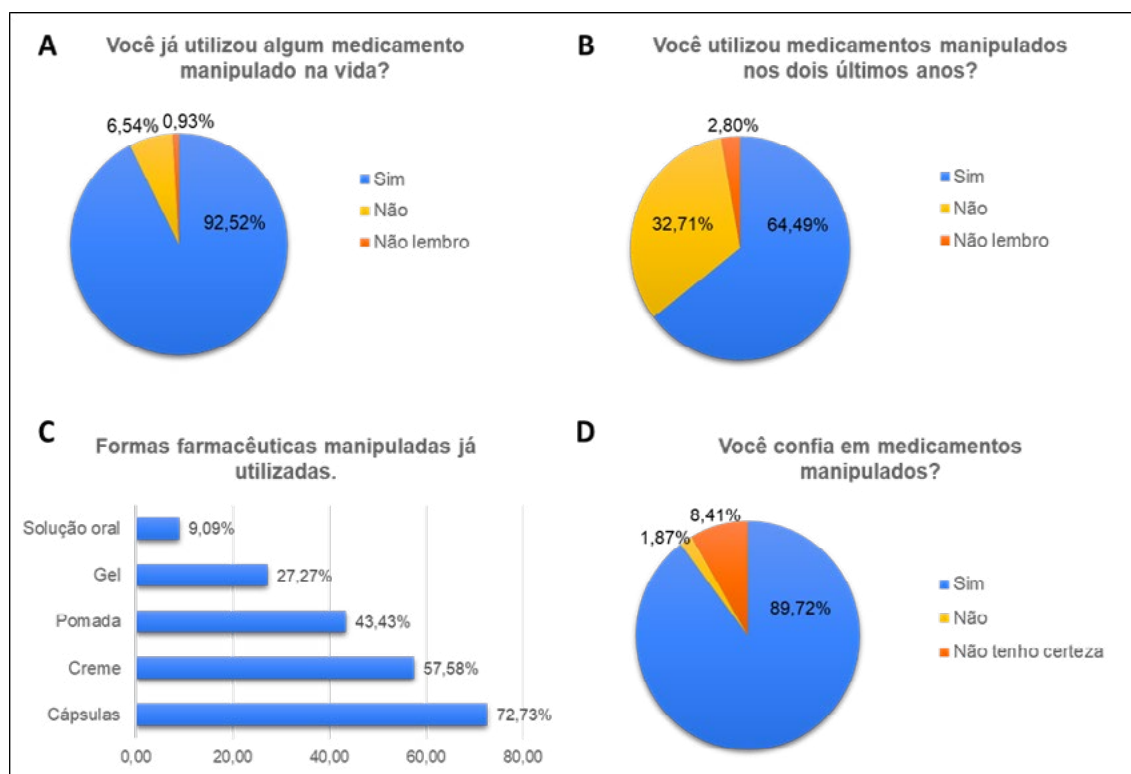 A
Você já utilizou algum medicamento
manipulado na vida?
6,54%
0,93%
92,52%
Sim
Não
Não lembro
B
Você utilizou medicamentos manipulados
nos dois últimos anos?
2,80%
32,71%
64,49%
Sim
Não
Não lembro
C
Formas farmacêuticas manipuladas já
utilizadas.
Solução oral
9,09%
Gel
27,27%
Pomada
43,43%
Creme
57,58%
Cápsulas
72,73%
0,00
20,00
40,00
60,00
80,00
D
Você confia em medicamentos
manipulados?
8,41%
1,87%
89,72%
Sim
Não
Não tenho certeza